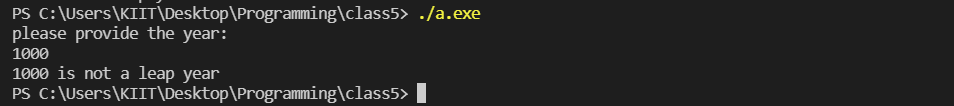 PS C:\Users\KIIT\Desktop\Programming\class5> ./a.exe
please provide the year:
1000
1000 is not a leap year
PS C:\Users\KIIT\Desktop\Programming\class5>